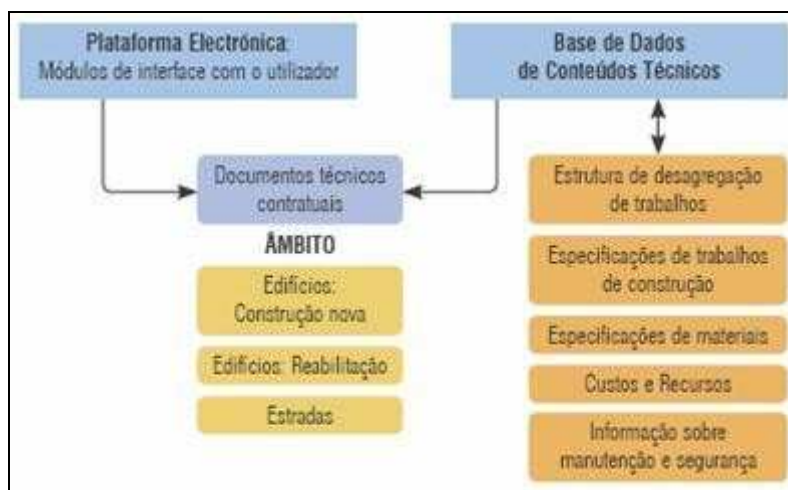 Plataforma Electrónica:
Módulos de interface com o utilizador
Base de Dados
de Conteúdos Técnicos
Documentos técnicos
contratuais
ÂMBITO
Edifícios:
Construção nova
Edifícios: Reabilitação
Estradas
Estrutura de desagregação
de trabalhos
Especificações de trabalhos
de construção
Especificações de materiais
Custos e Recursos
Informação sobre
manutenção e segurança